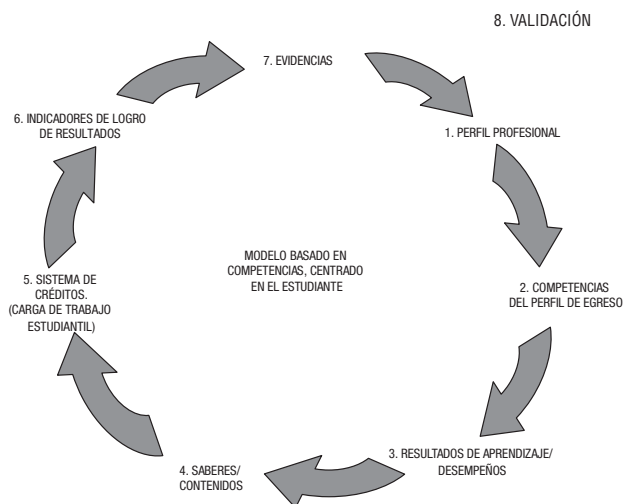 8. VALIDACIÓN
7. EVIDENCIAS
1. PERFIL PROFESIONAL
2. COMPETENCIAS
DEL PERFIL DE EGRESO
3. RESULTADOS DE APRENDIZAJE/
DESEMPEÑOS
4. SABERES/
CONTENIDOS
5. SISTEMA DE
CRÉDITOS.
(CARGA DE TRABAJO
ESTUDIANTIL)
6. INDICADORES DE LOGRO
DE RESULTADOS
MODELO BASADO EN
COMPETENCIAS, CENTRADO
EN EL ESTUDIANTE